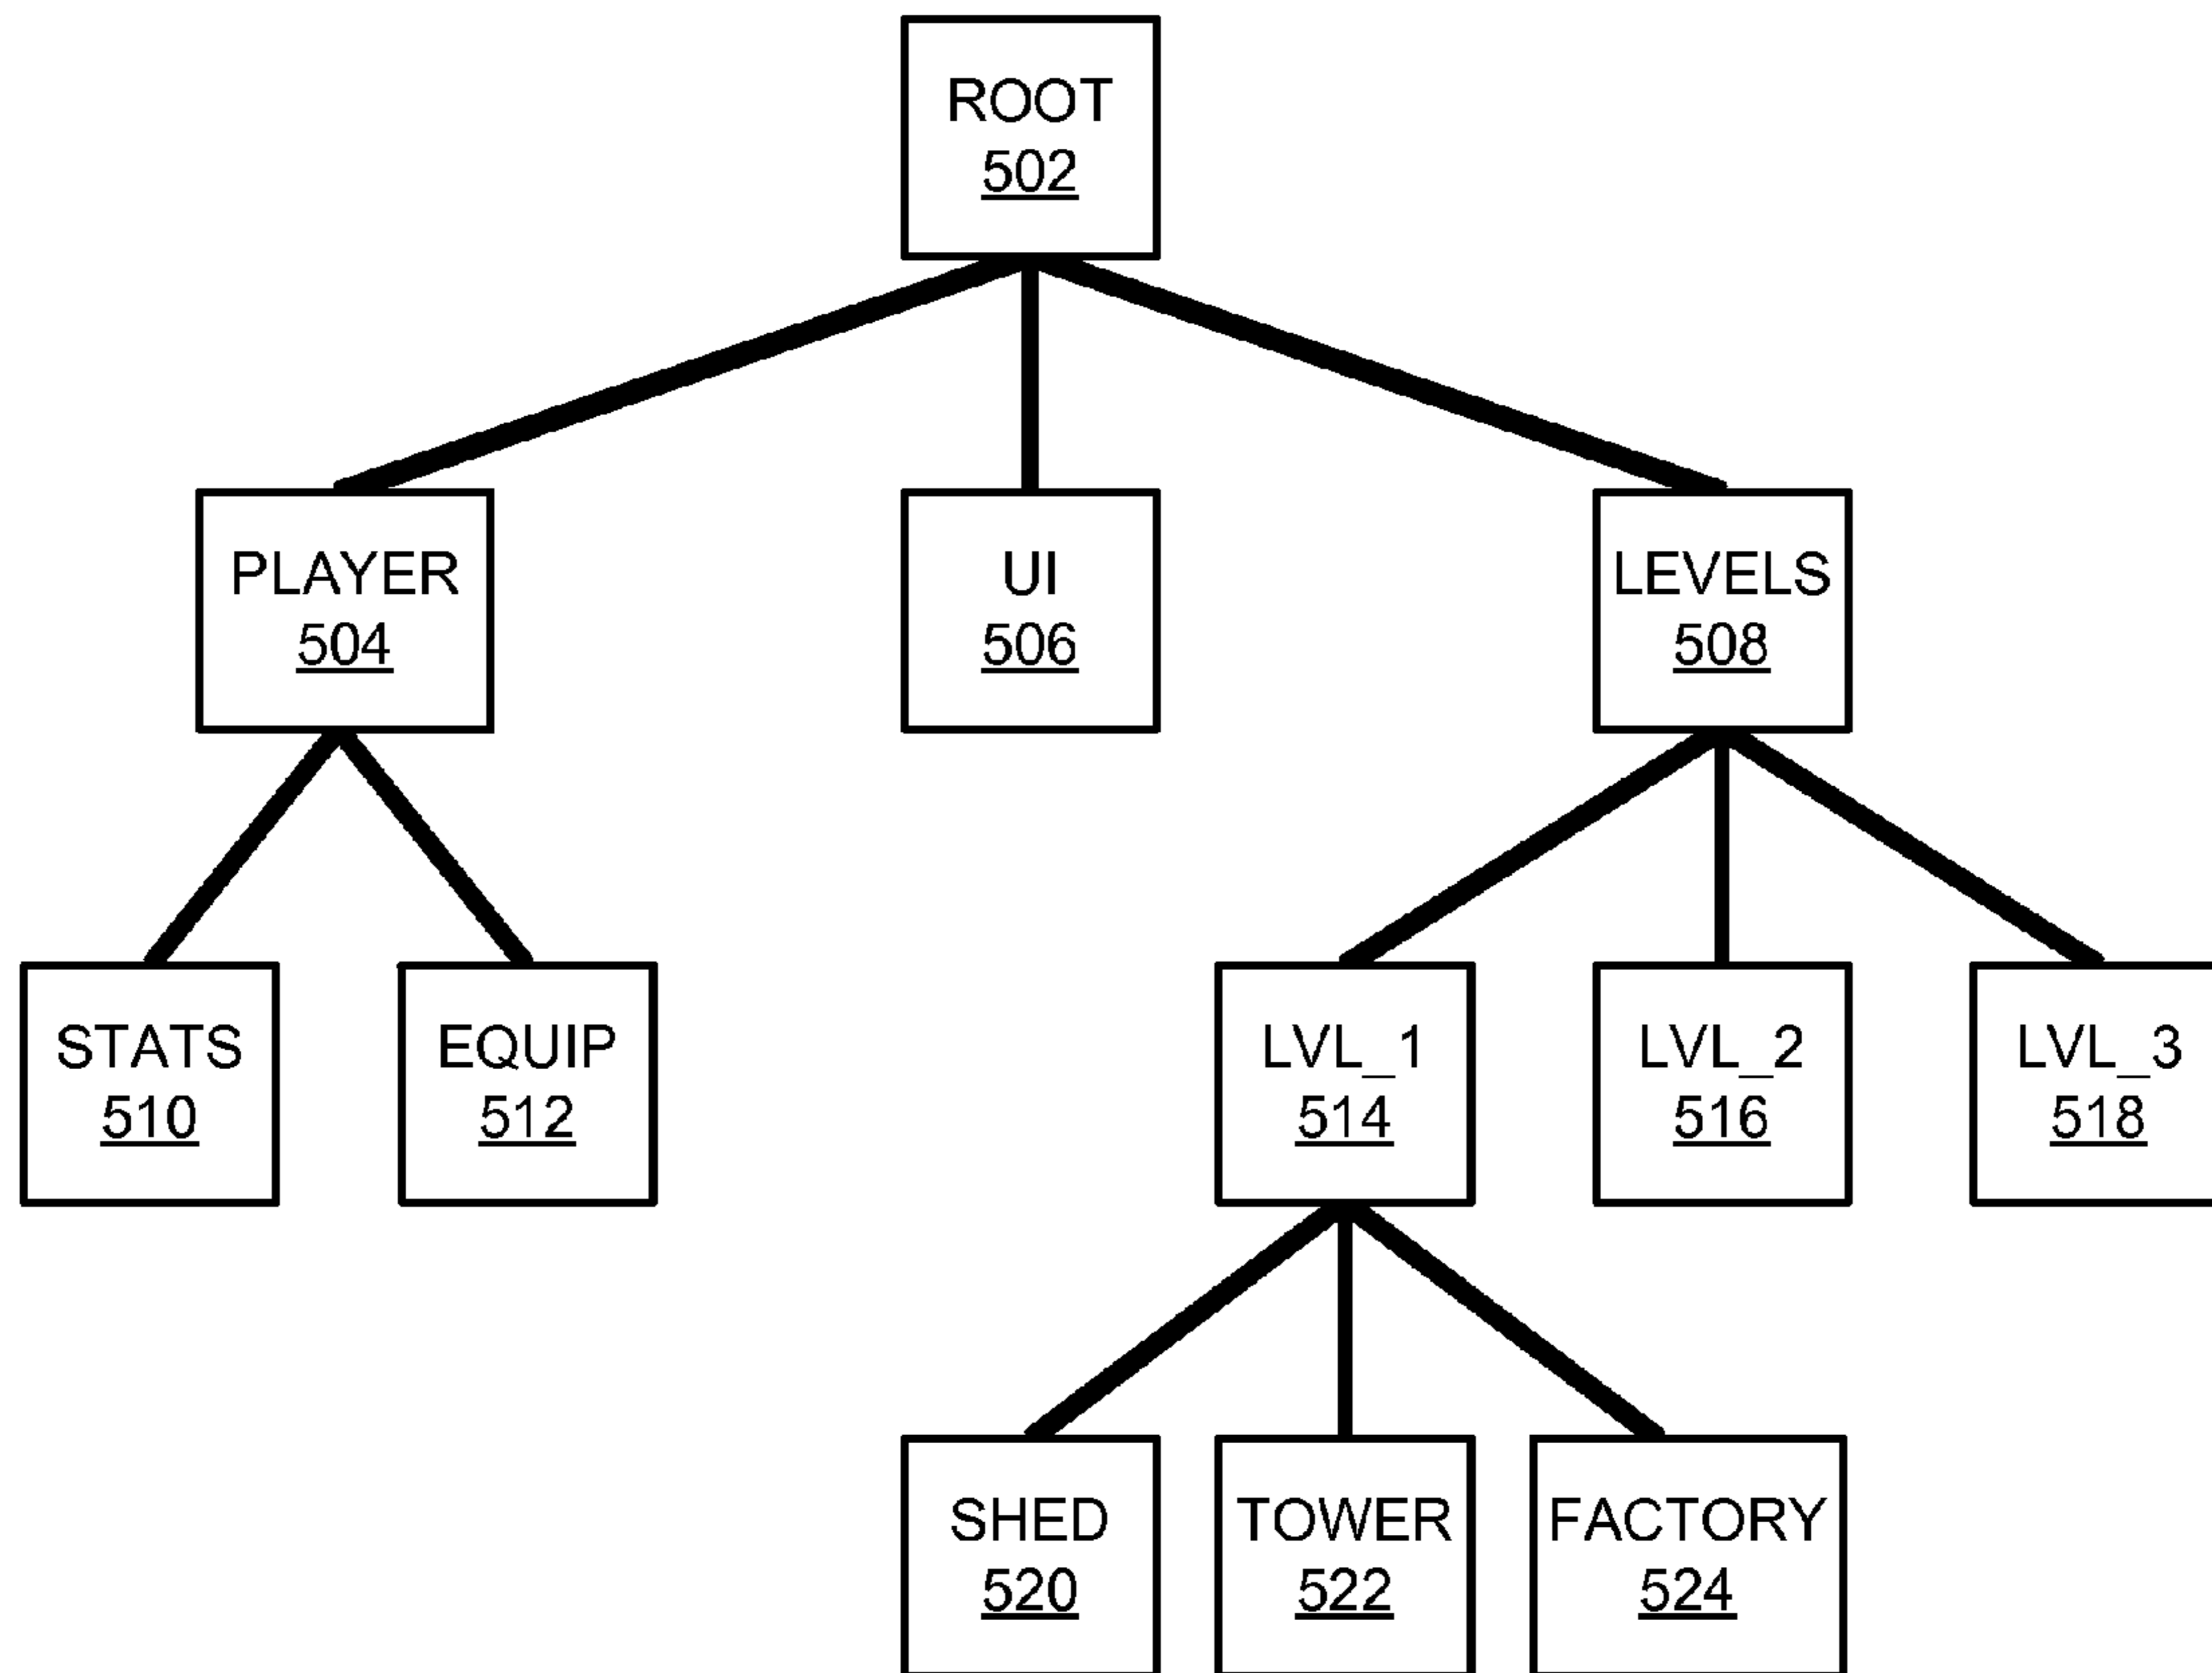 ROOT
502
PLAYER
504
UI
506
LEVELS
508
STATS
510
EQUIP
512
LVL_1
514
LVL_2
516
LVL_3
518
SHED
520
TOWER
522
FACTORY
524